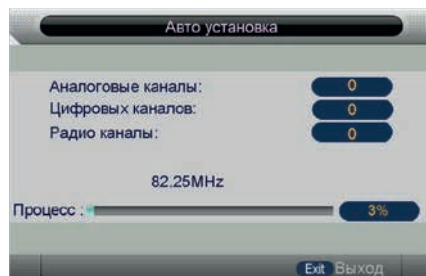 Авто установка
Аналоговые каналы: 0
Цифровых каналов: 0
Радио каналы: 0
82.25MHz
Процесс : 3%
Exit Выход